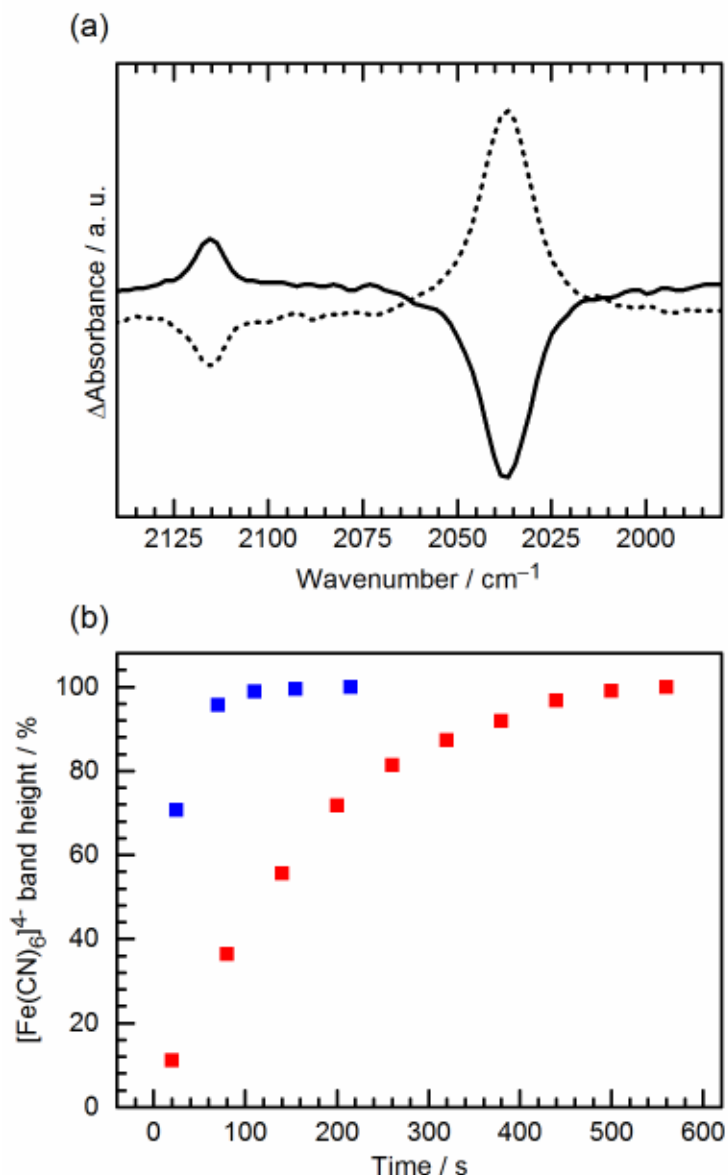 (a)
ΔAbsorbance / a. u.
2125 2100 2075 2050 2025 2000
Wavenumber / cm⁻¹
(b)
[Fe(CN)₆]⁴⁻ band height / %
100
80
60
40
20
0
0 100 200 300 400 500 600
Time / s